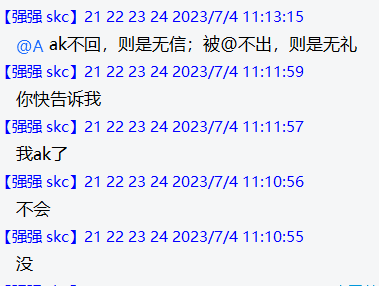 【强强 skc】21 22 23 24 2023/7/4 11:13:15
@A ak不回，则是无信；被@不出，则是无礼
【强强 skc】21 22 23 24 2023/7/4 11:11:59
你快告诉我
【强强 skc】21 22 23 24 2023/7/4 11:11:57
我ak了
【强强 skc】21 22 23 24 2023/7/4 11:10:56
不会
【强强 skc】21 22 23 24 2023/7/4 11:10:55
没